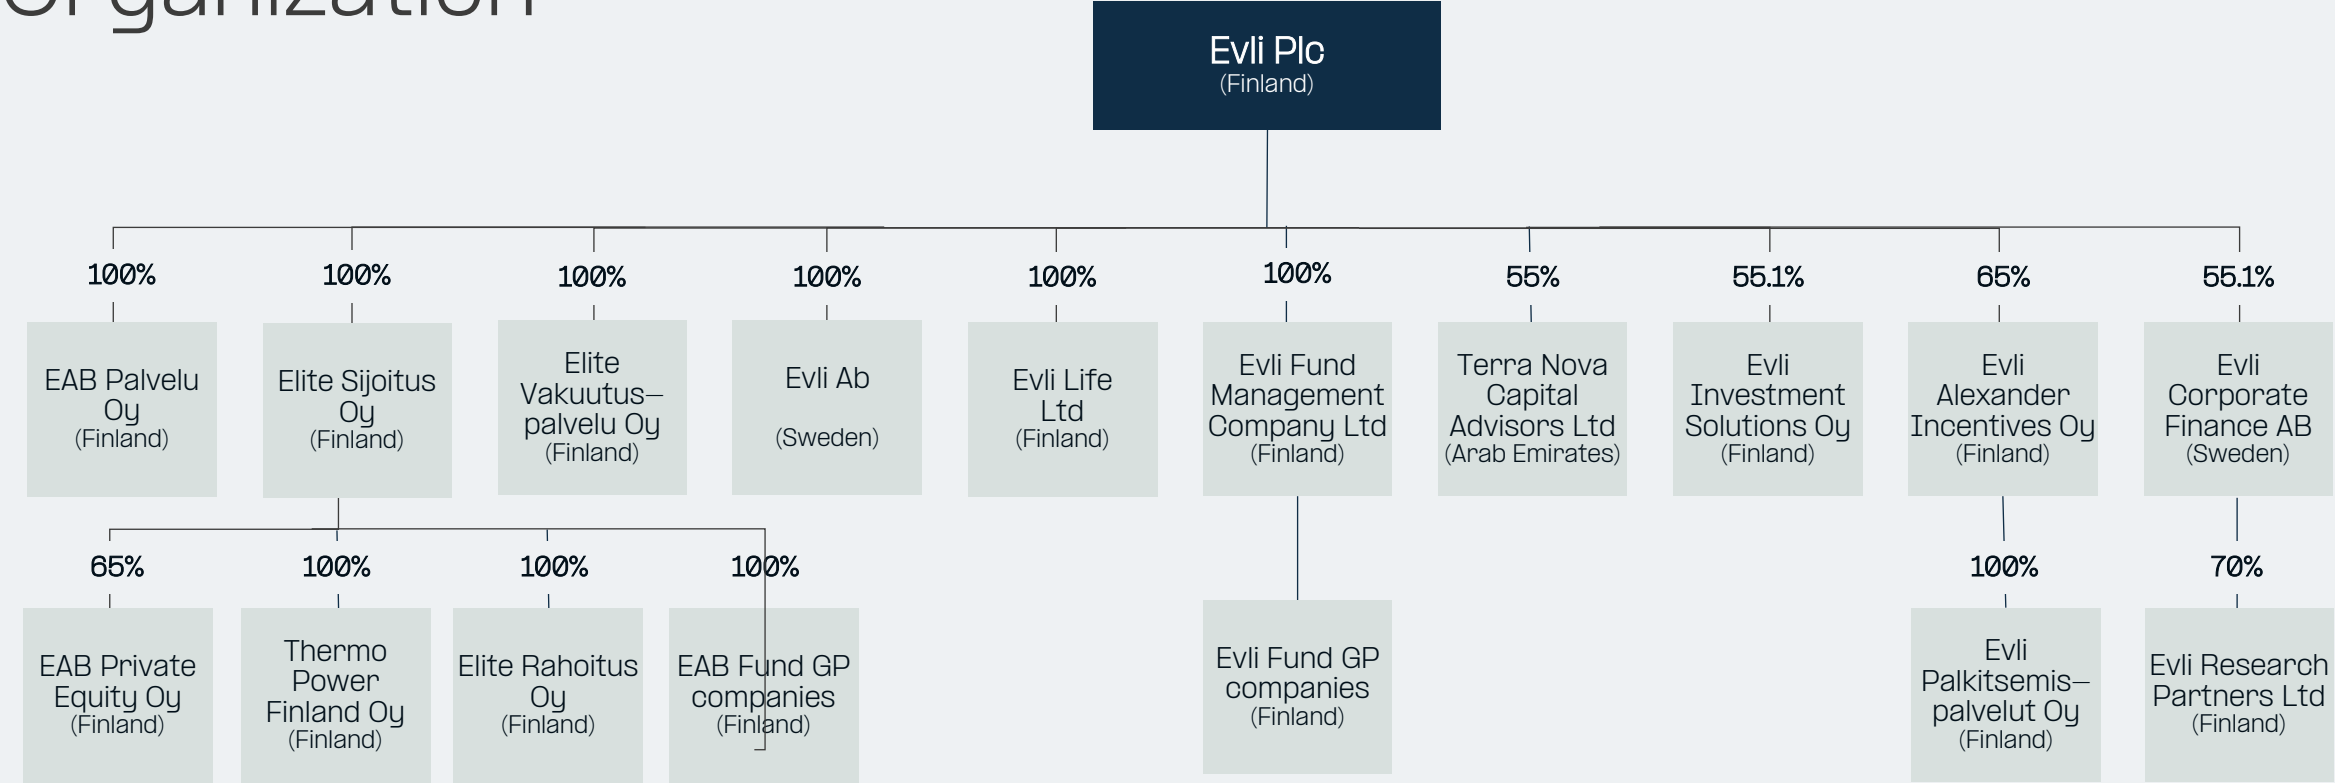 Organization
Evli Plc
(Finland)
100%
100%
100%
100%
100%
100%
55%
55.1%
65%
55.1%
EAB Palvelu
Oy
(Finland)
Elite Sijoitus
Oy
(Finland)
Elite
Vakuutus–
palvelu Oy
(Finland)
Evli Ab
(Sweden)
Evli Life
Ltd
(Finland)
Evli Fund
Management
Company Ltd
(Finland)
Terra Nova
Capital
Advisors Ltd
(Arab Emirates)
Evli
Investment
Solutions Oy
(Finland)
Evli
Alexander
Incentives Oy
(Finland)
Evli
Corporate
Finance AB
(Sweden)
65%
100%
100%
100%
100%
70%
EAB Private
Equity Oy
(Finland)
Thermo
Power
Finland Oy
(Finland)
Elite Rahoitus
Oy
(Finland)
EAB Fund GP
companies
(Finland)
Evli Fund GP
companies
(Finland)
Evli
Palkitsemis–
palvelut Oy
(Finland)
Evli Research
Partners Ltd
(Finland)